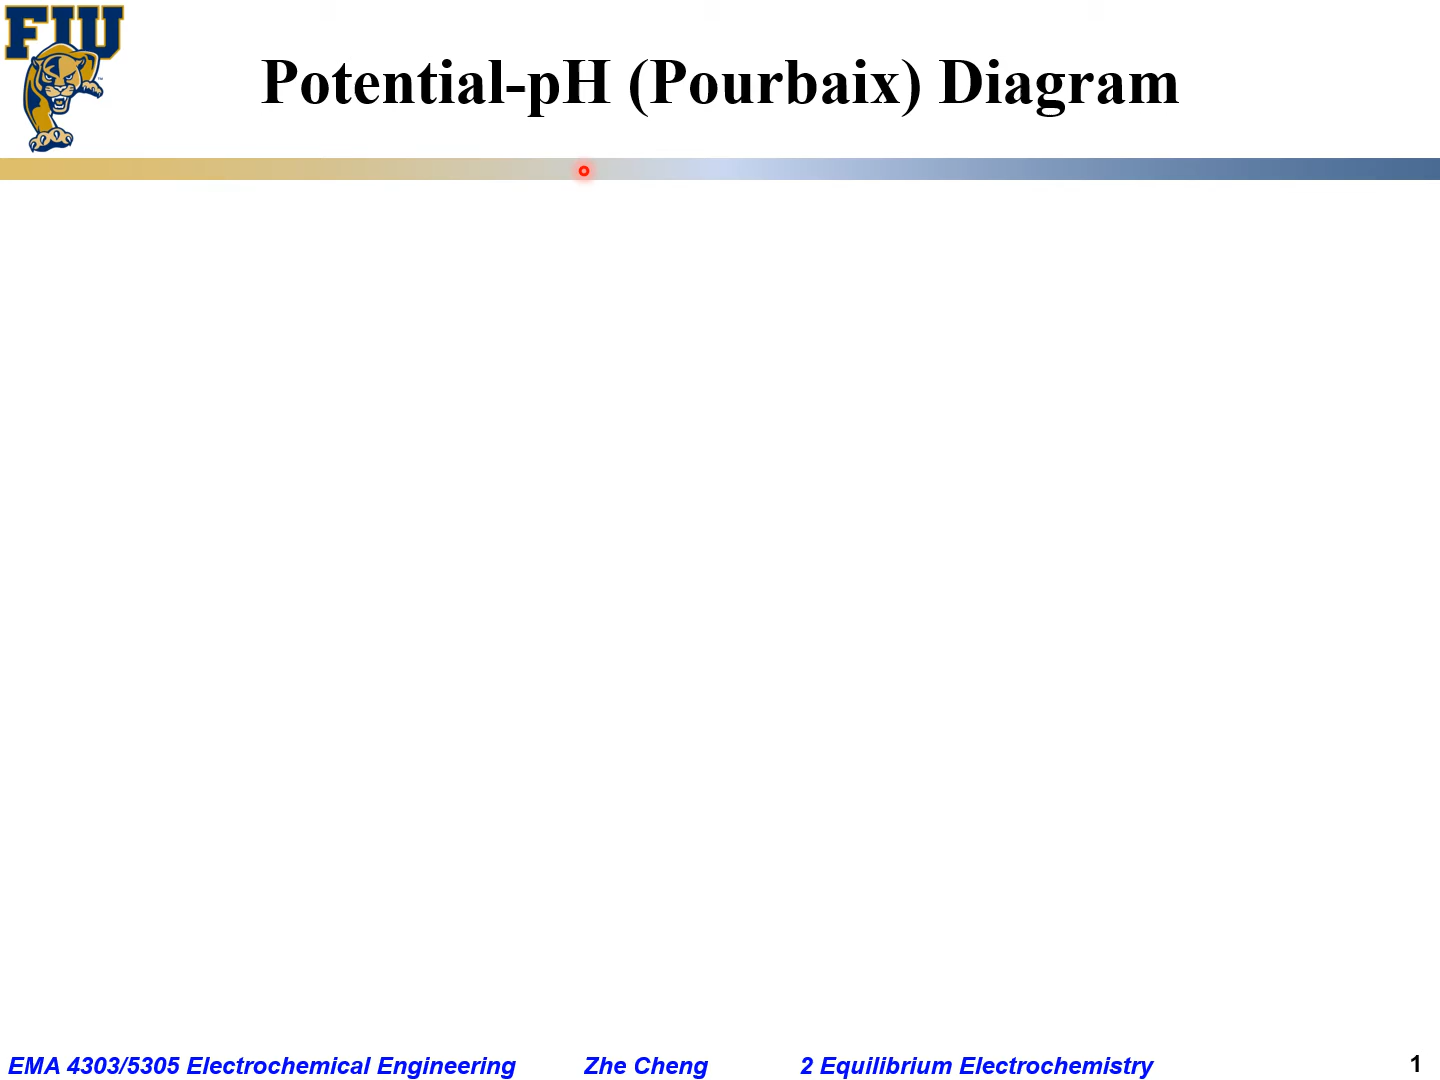 FIU
Potential-pH (Pourbaix) Diagram
EMA 4303/5305 Electrochemical Engineering Zhe Cheng 2 Equilibrium Electrochemistry 1